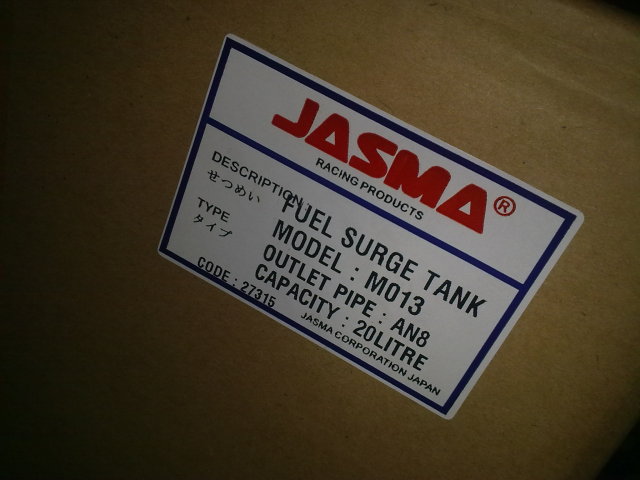 JASMA®
RACING PRODUCTS
DESCRIPTION
せつめい
FUEL SURGE TANK
TYPE
タイプ
MODEL : M013
OUTLET PIPE : AN8
CAPACITY : 20LITRE
CODE : 27315
JASMA CORPORATION JAPAN